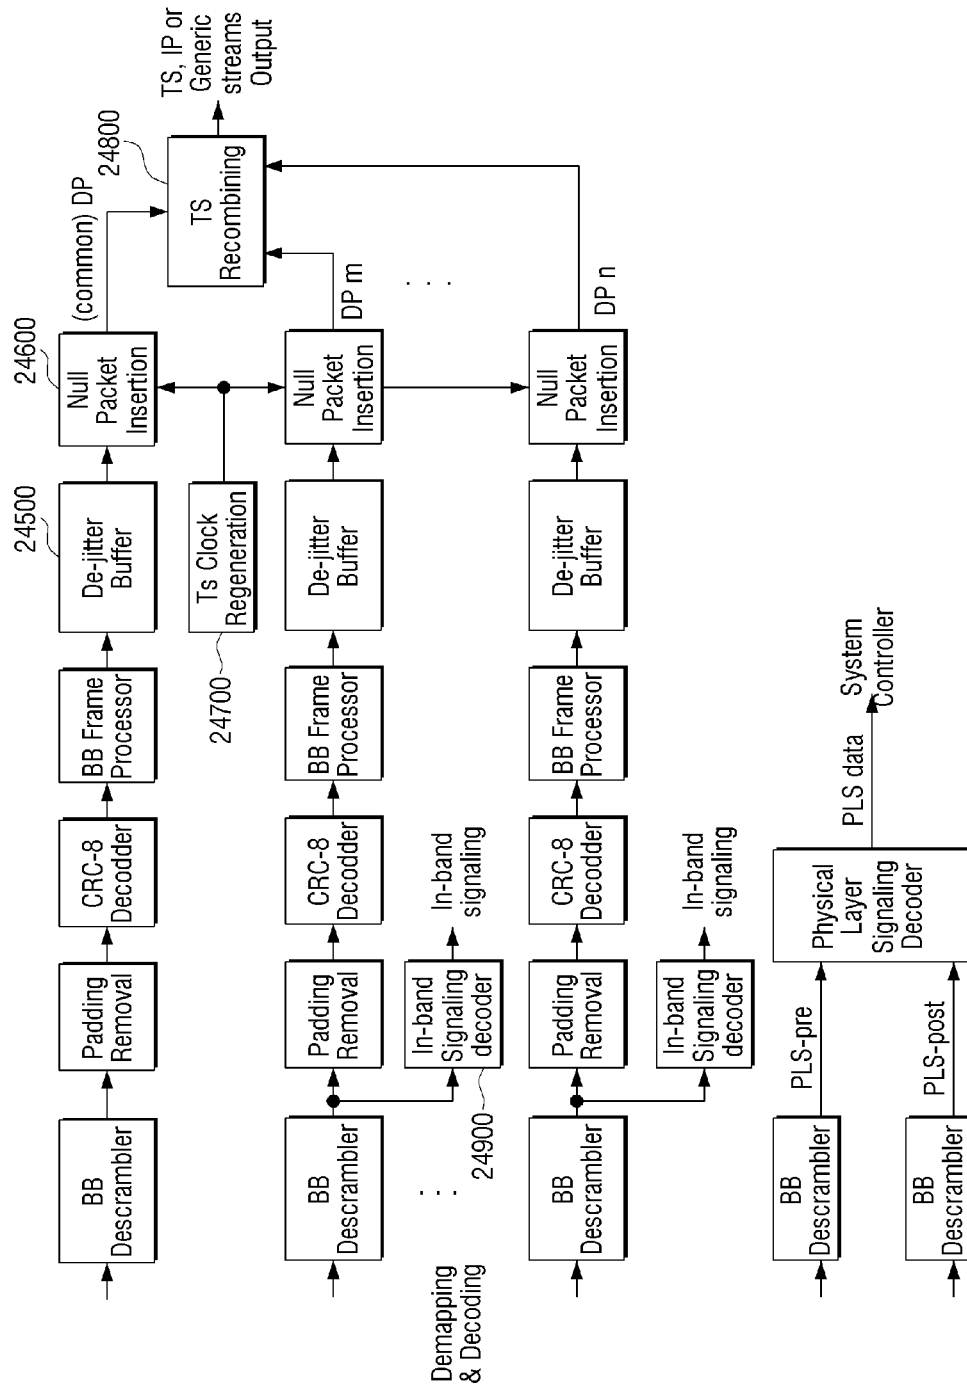 BB
Descrambler
Padding
Removal
CRC-8
Decodder
BB Frame
Processor
De-jitter
Buffer
24500
Null
Packet
Insertion
24600
(common) DP
TS
Recombining
24800
TS, IP or
Generic
streams
Output
Ts Clock
Regeneration
24700
Demapping
& Decoding
BB
Descrambler
Padding
Removal
CRC-8
Decodder
BB Frame
Processor
De-jitter
Buffer
Null
Packet
Insertion
DP m
In-band
Signaling
decoder
24900
In-band
signaling
. . .
. . .
BB
Descrambler
Padding
Removal
CRC-8
Decodder
BB Frame
Processor
De-jitter
Buffer
Null
Packet
Insertion
DP n
In-band
Signaling
decoder
In-band
signaling
BB
Descrambler
PLS-pre
BB
Descrambler
PLS-post
Physical
Layer
Signaling
Decoder
PLS data
System
Controller